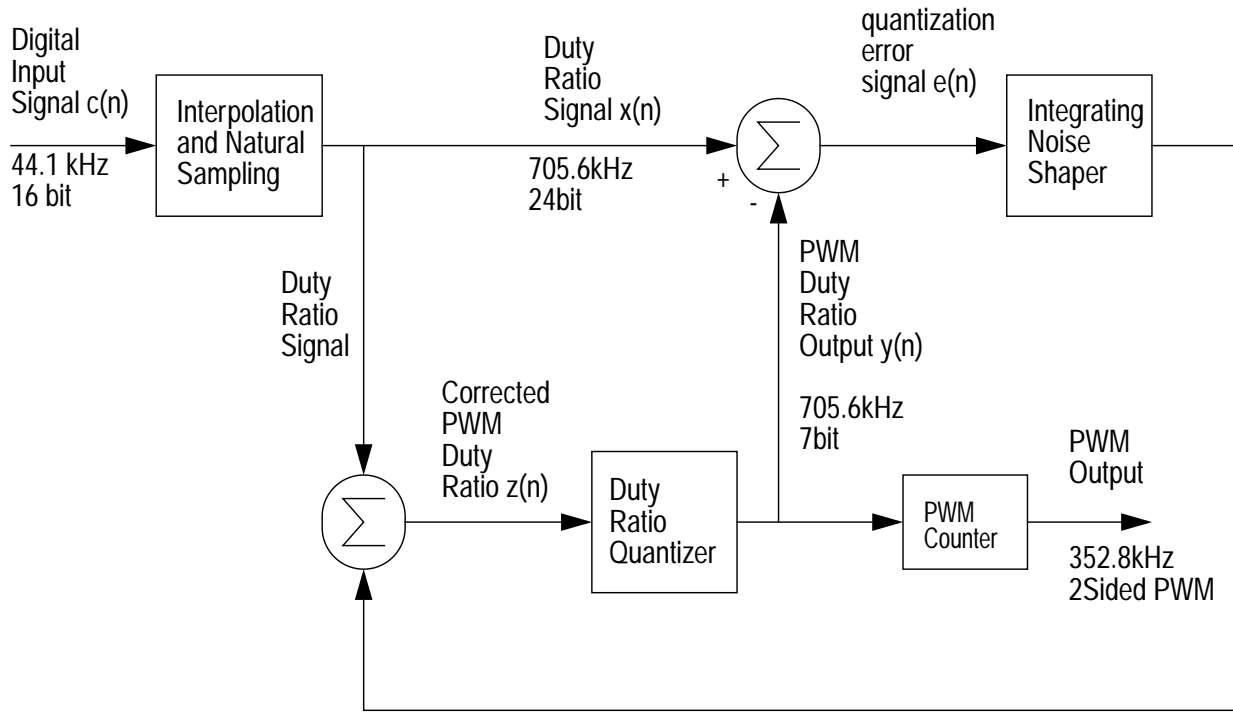 Digital
Input
Signal c(n)
44.1 kHz
16 bit
Interpolation
and Natural
Sampling
Duty
Ratio
Signal x(n)
705.6kHz
24bit
Σ
+
-
quantization
error
signal e(n)
Integrating
Noise
Shaper
Duty
Ratio
Signal
PWM
Duty
Ratio
Output y(n)
705.6kHz
7bit
Σ
Corrected
PWM
Duty
Ratio z(n)
Duty
Ratio
Quantizer
PWM
Counter
PWM
Output
352.8kHz
2Sided PWM